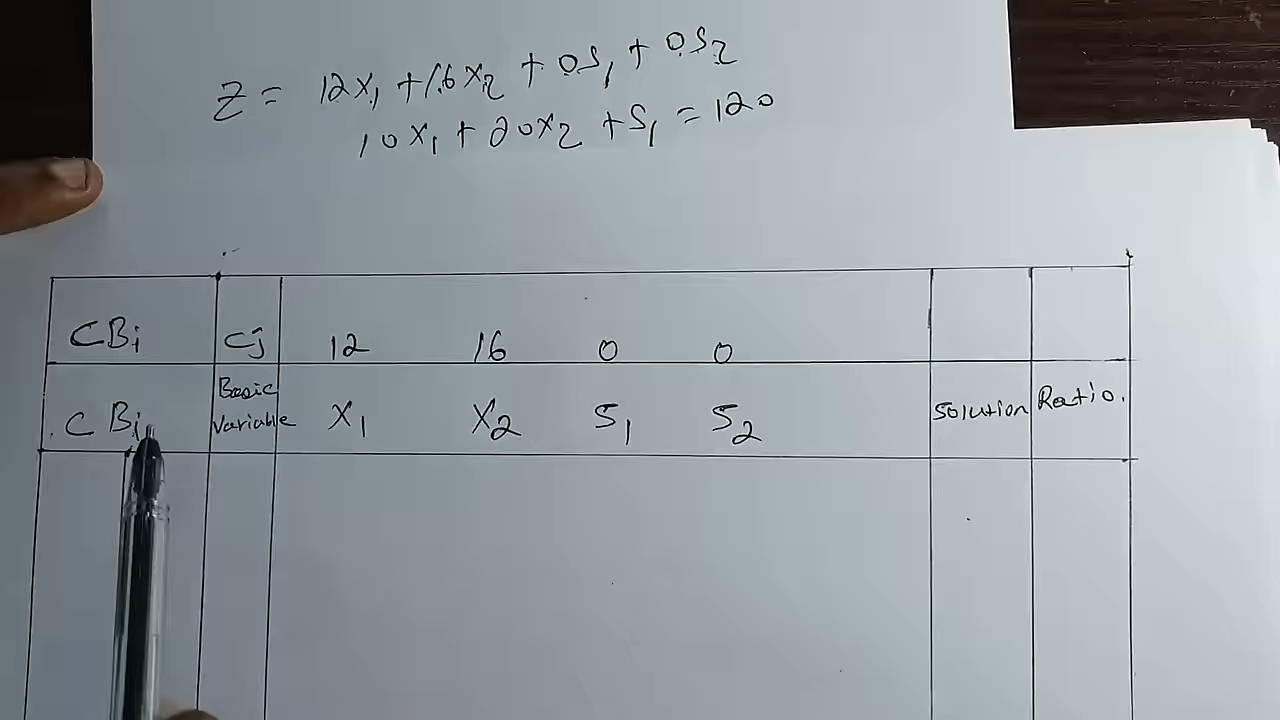 Z = 12x₁ + 16x₂ + 0S₁ + 0S₂
10x₁ + 20x₂ + S₁ = 120
CBi Cj 12 16 0 0
CBi Basic Variable X₁ X₂ S₁ S₂ Solution Ratio.